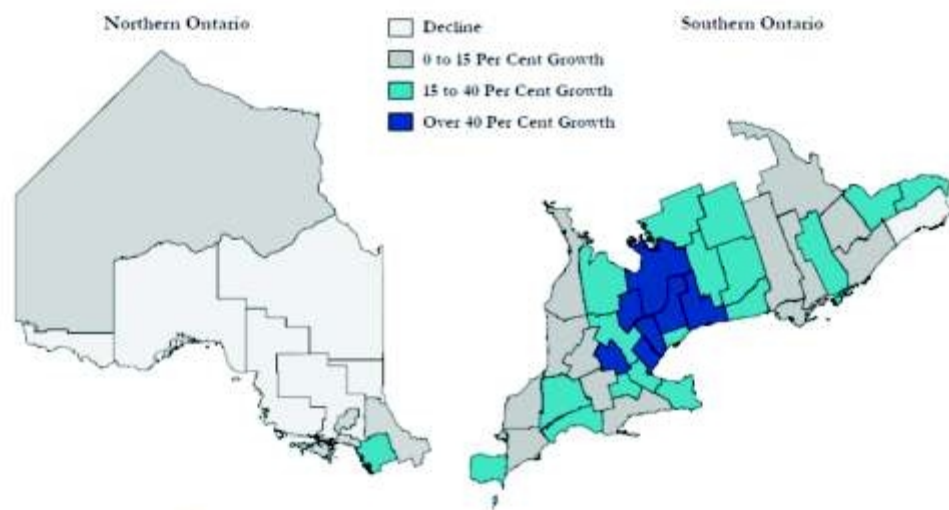 Northern Ontario
Decline
0 to 15 Per Cent Growth
15 to 40 Per Cent Growth
Over 40 Per Cent Growth
Southern Ontario